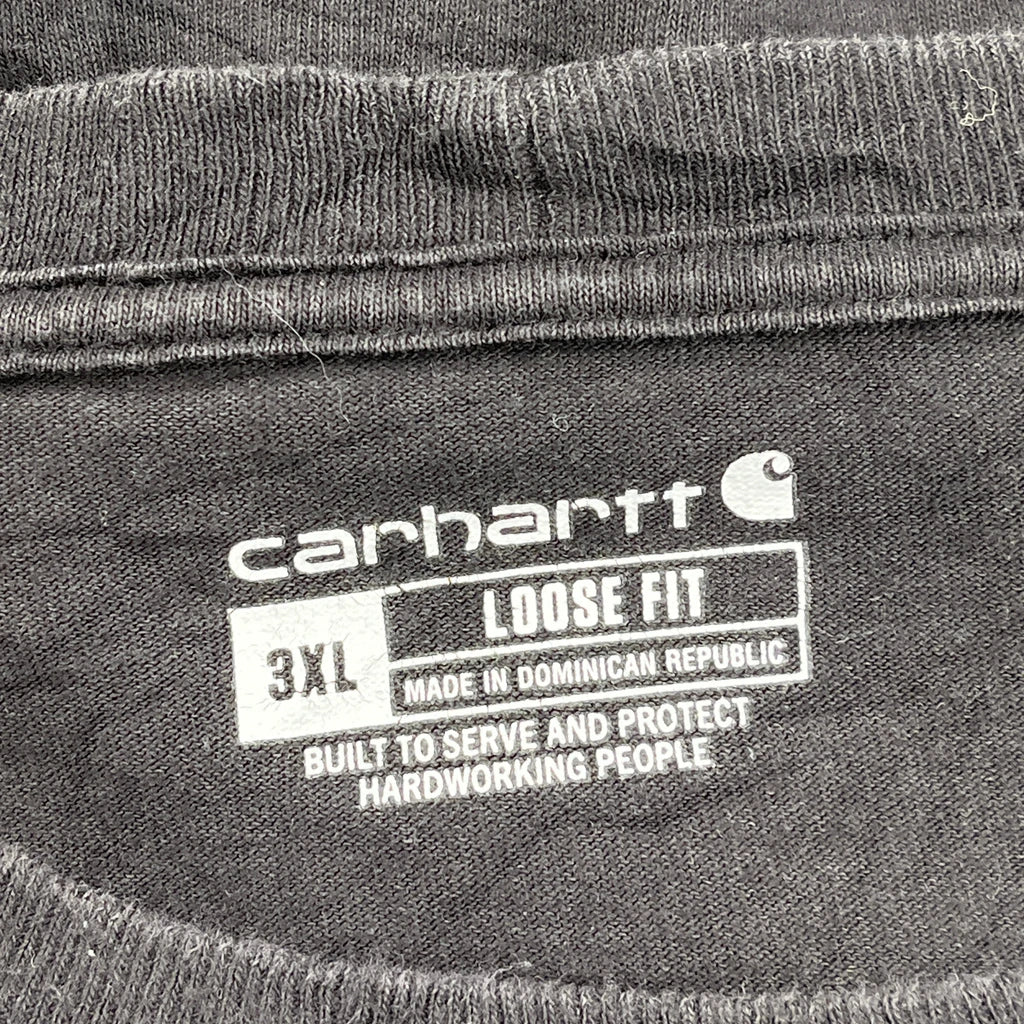 carhartt
LOOSE FIT
3XL
MADE IN DOMINICAN REPUBLIC
BUILT TO SERVE AND PROTECT
HARDWORKING PEOPLE